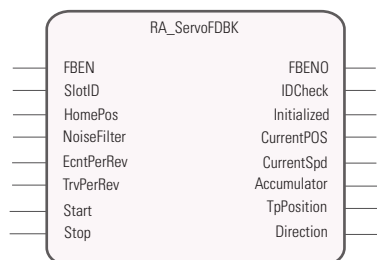 RA_ServoFDBK
FBEN FBENO
SlotID IDCheck
HomePos Initialized
NoiseFilter CurrentPOS
EcntPerRev CurrentSpd
TrvPerRev Accumulator
Start TpPosition
Stop Direction